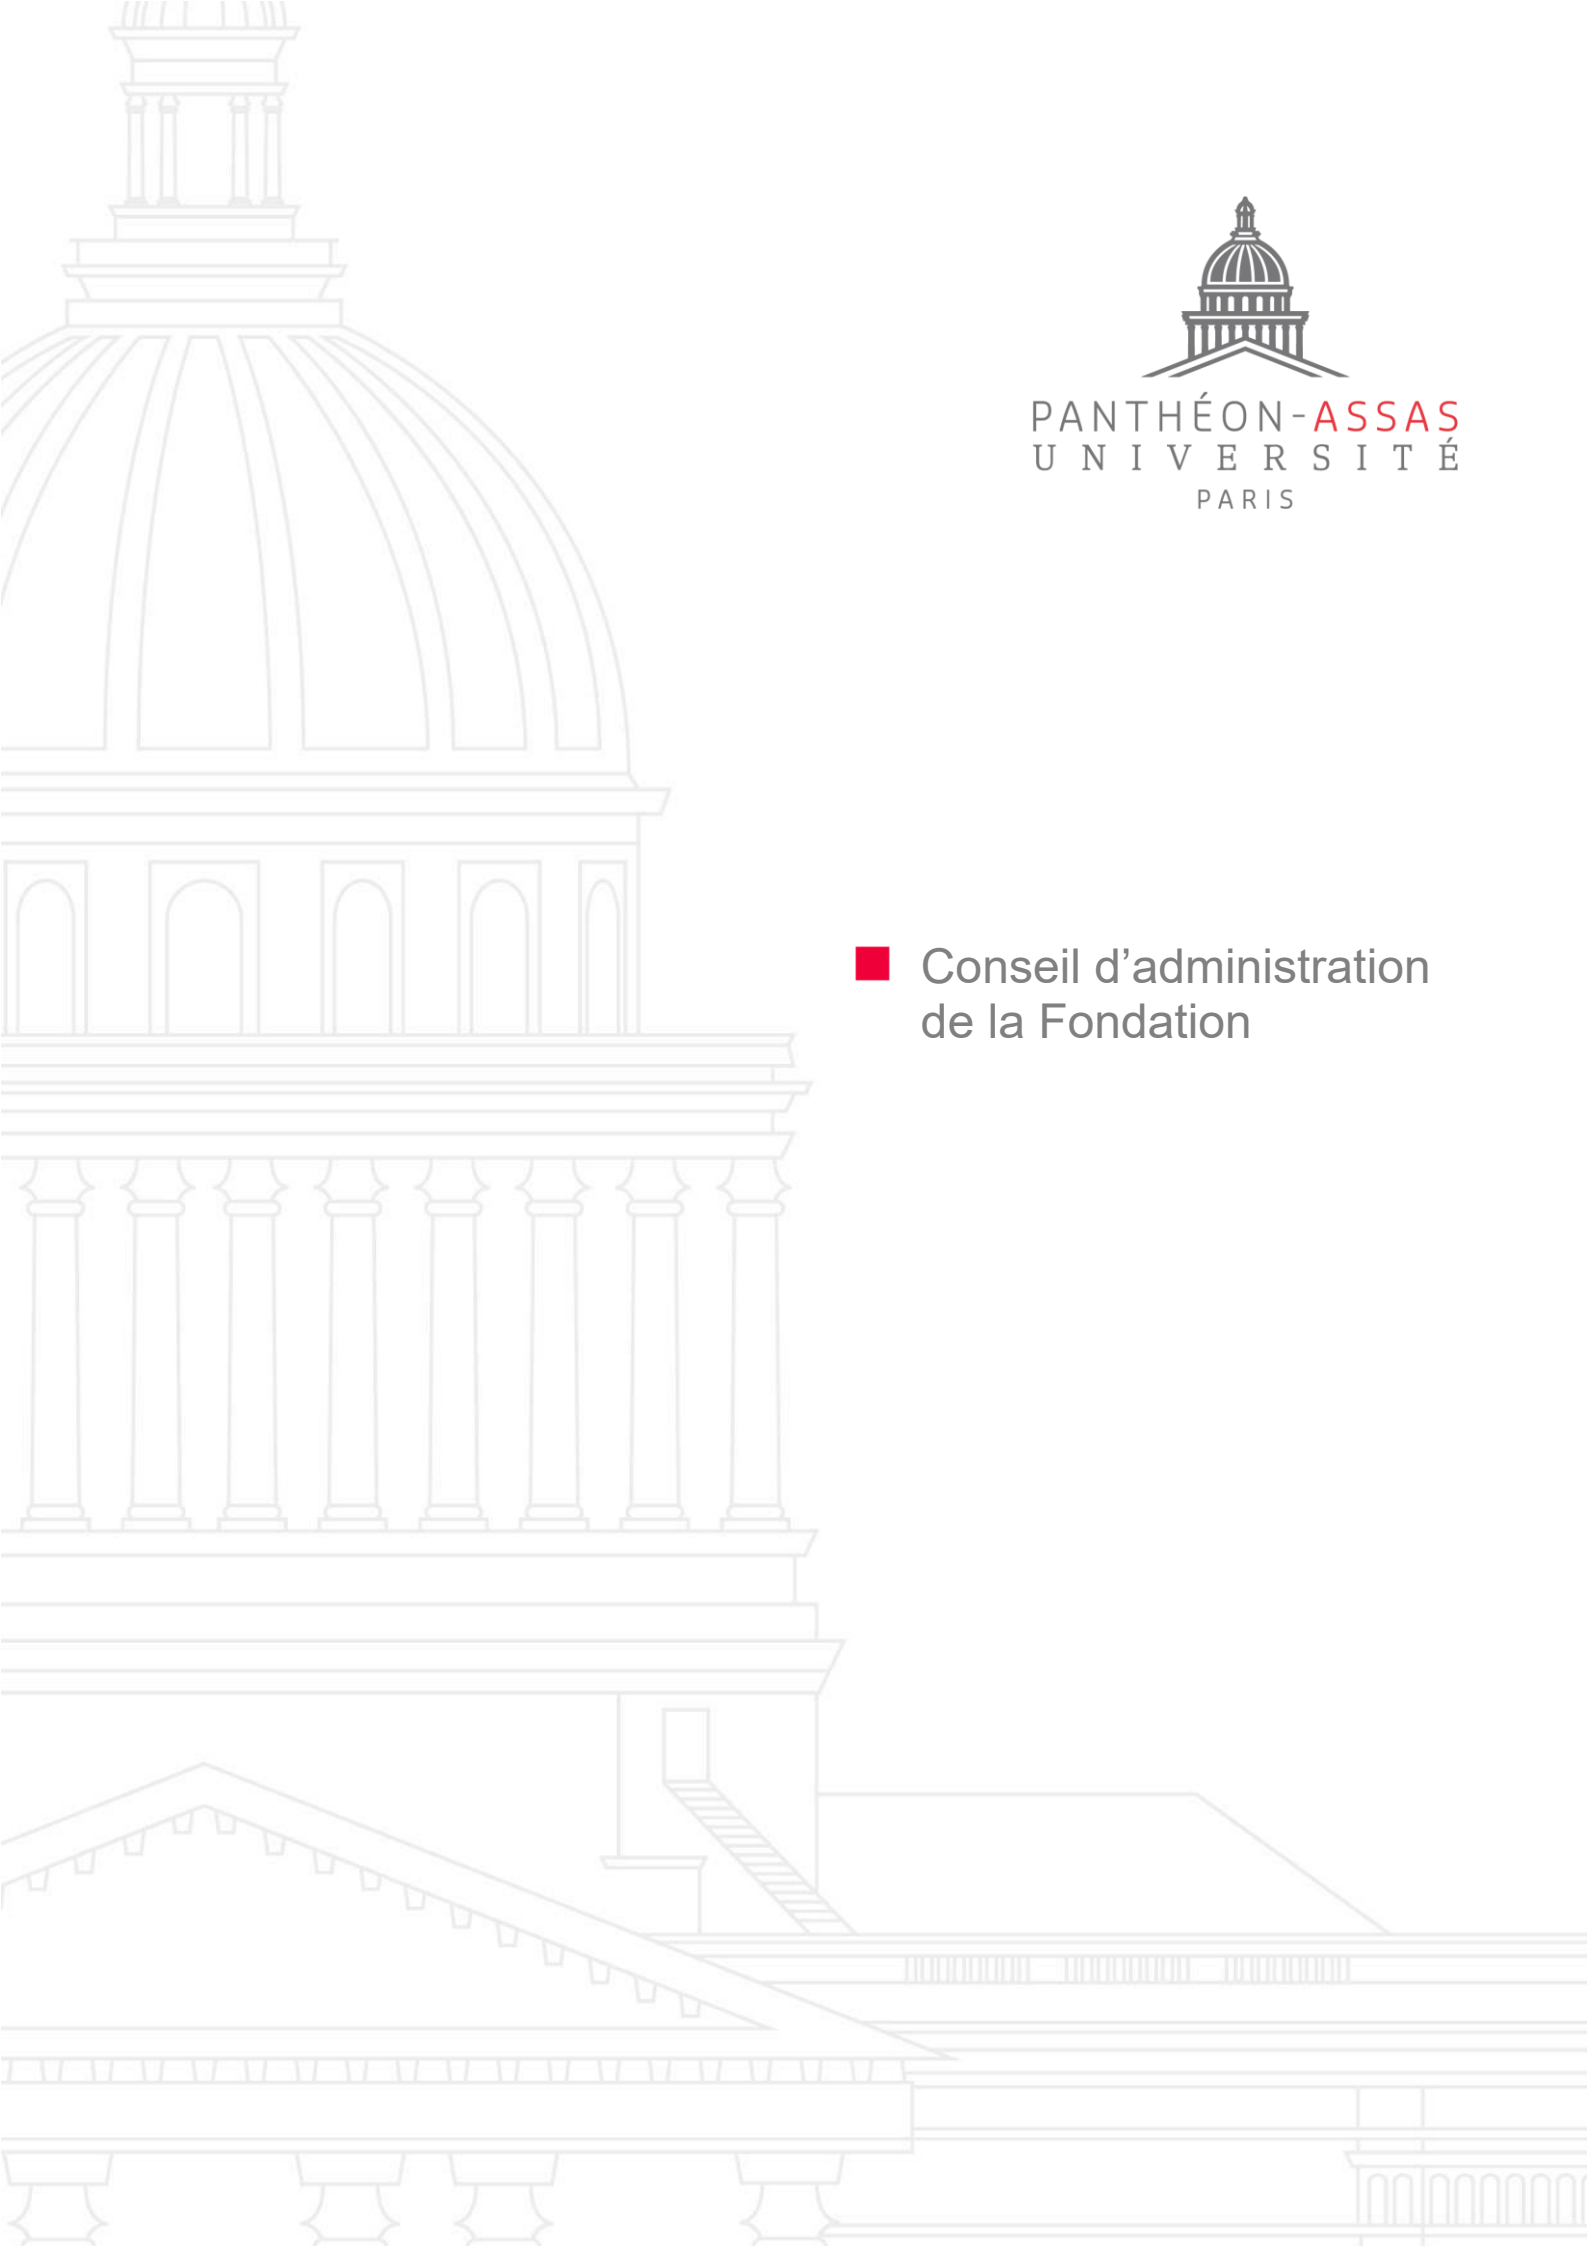 PANTHÉON-ASSAS
UNIVERSITÉ
PARIS
Conseil d’administration
de la Fondation